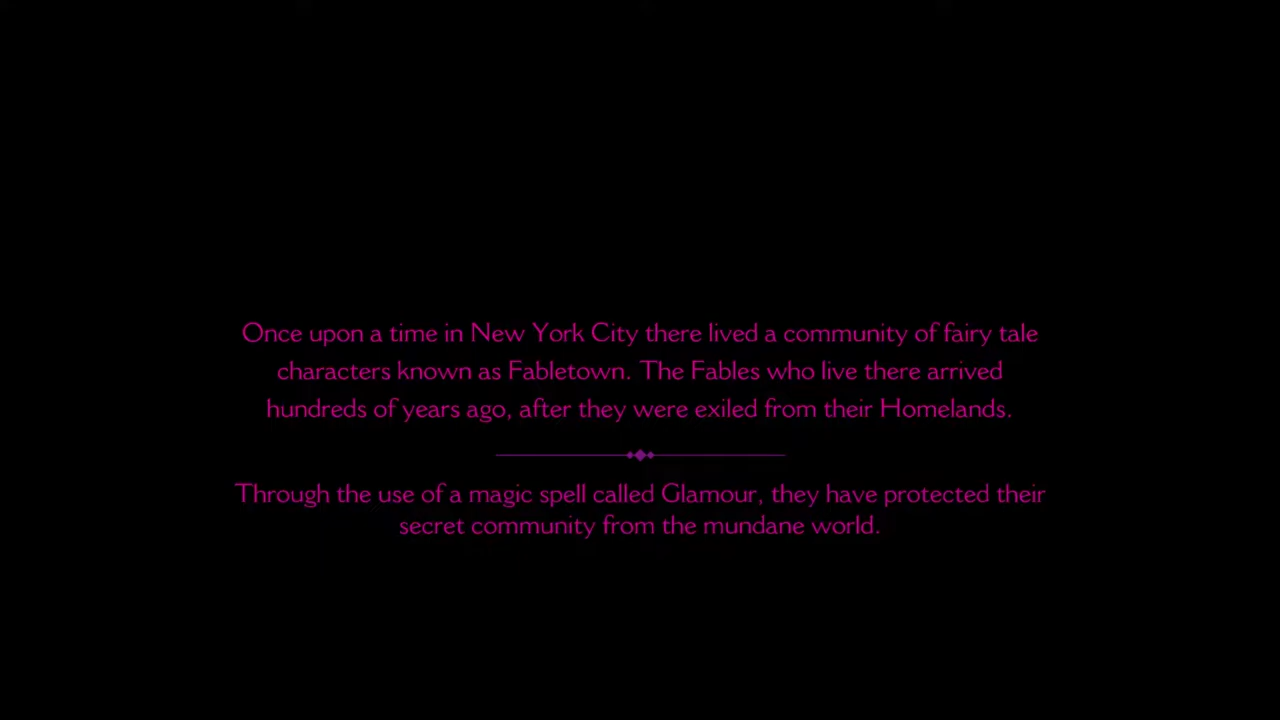 Once upon a time in New York City there lived a community of fairy tale
characters known as Fabletown. The Fables who live there arrived
hundreds of years ago, after they were exiled from their Homelands.
Through the use of a magic spell called Glamour, they have protected their
secret community from the mundane world.